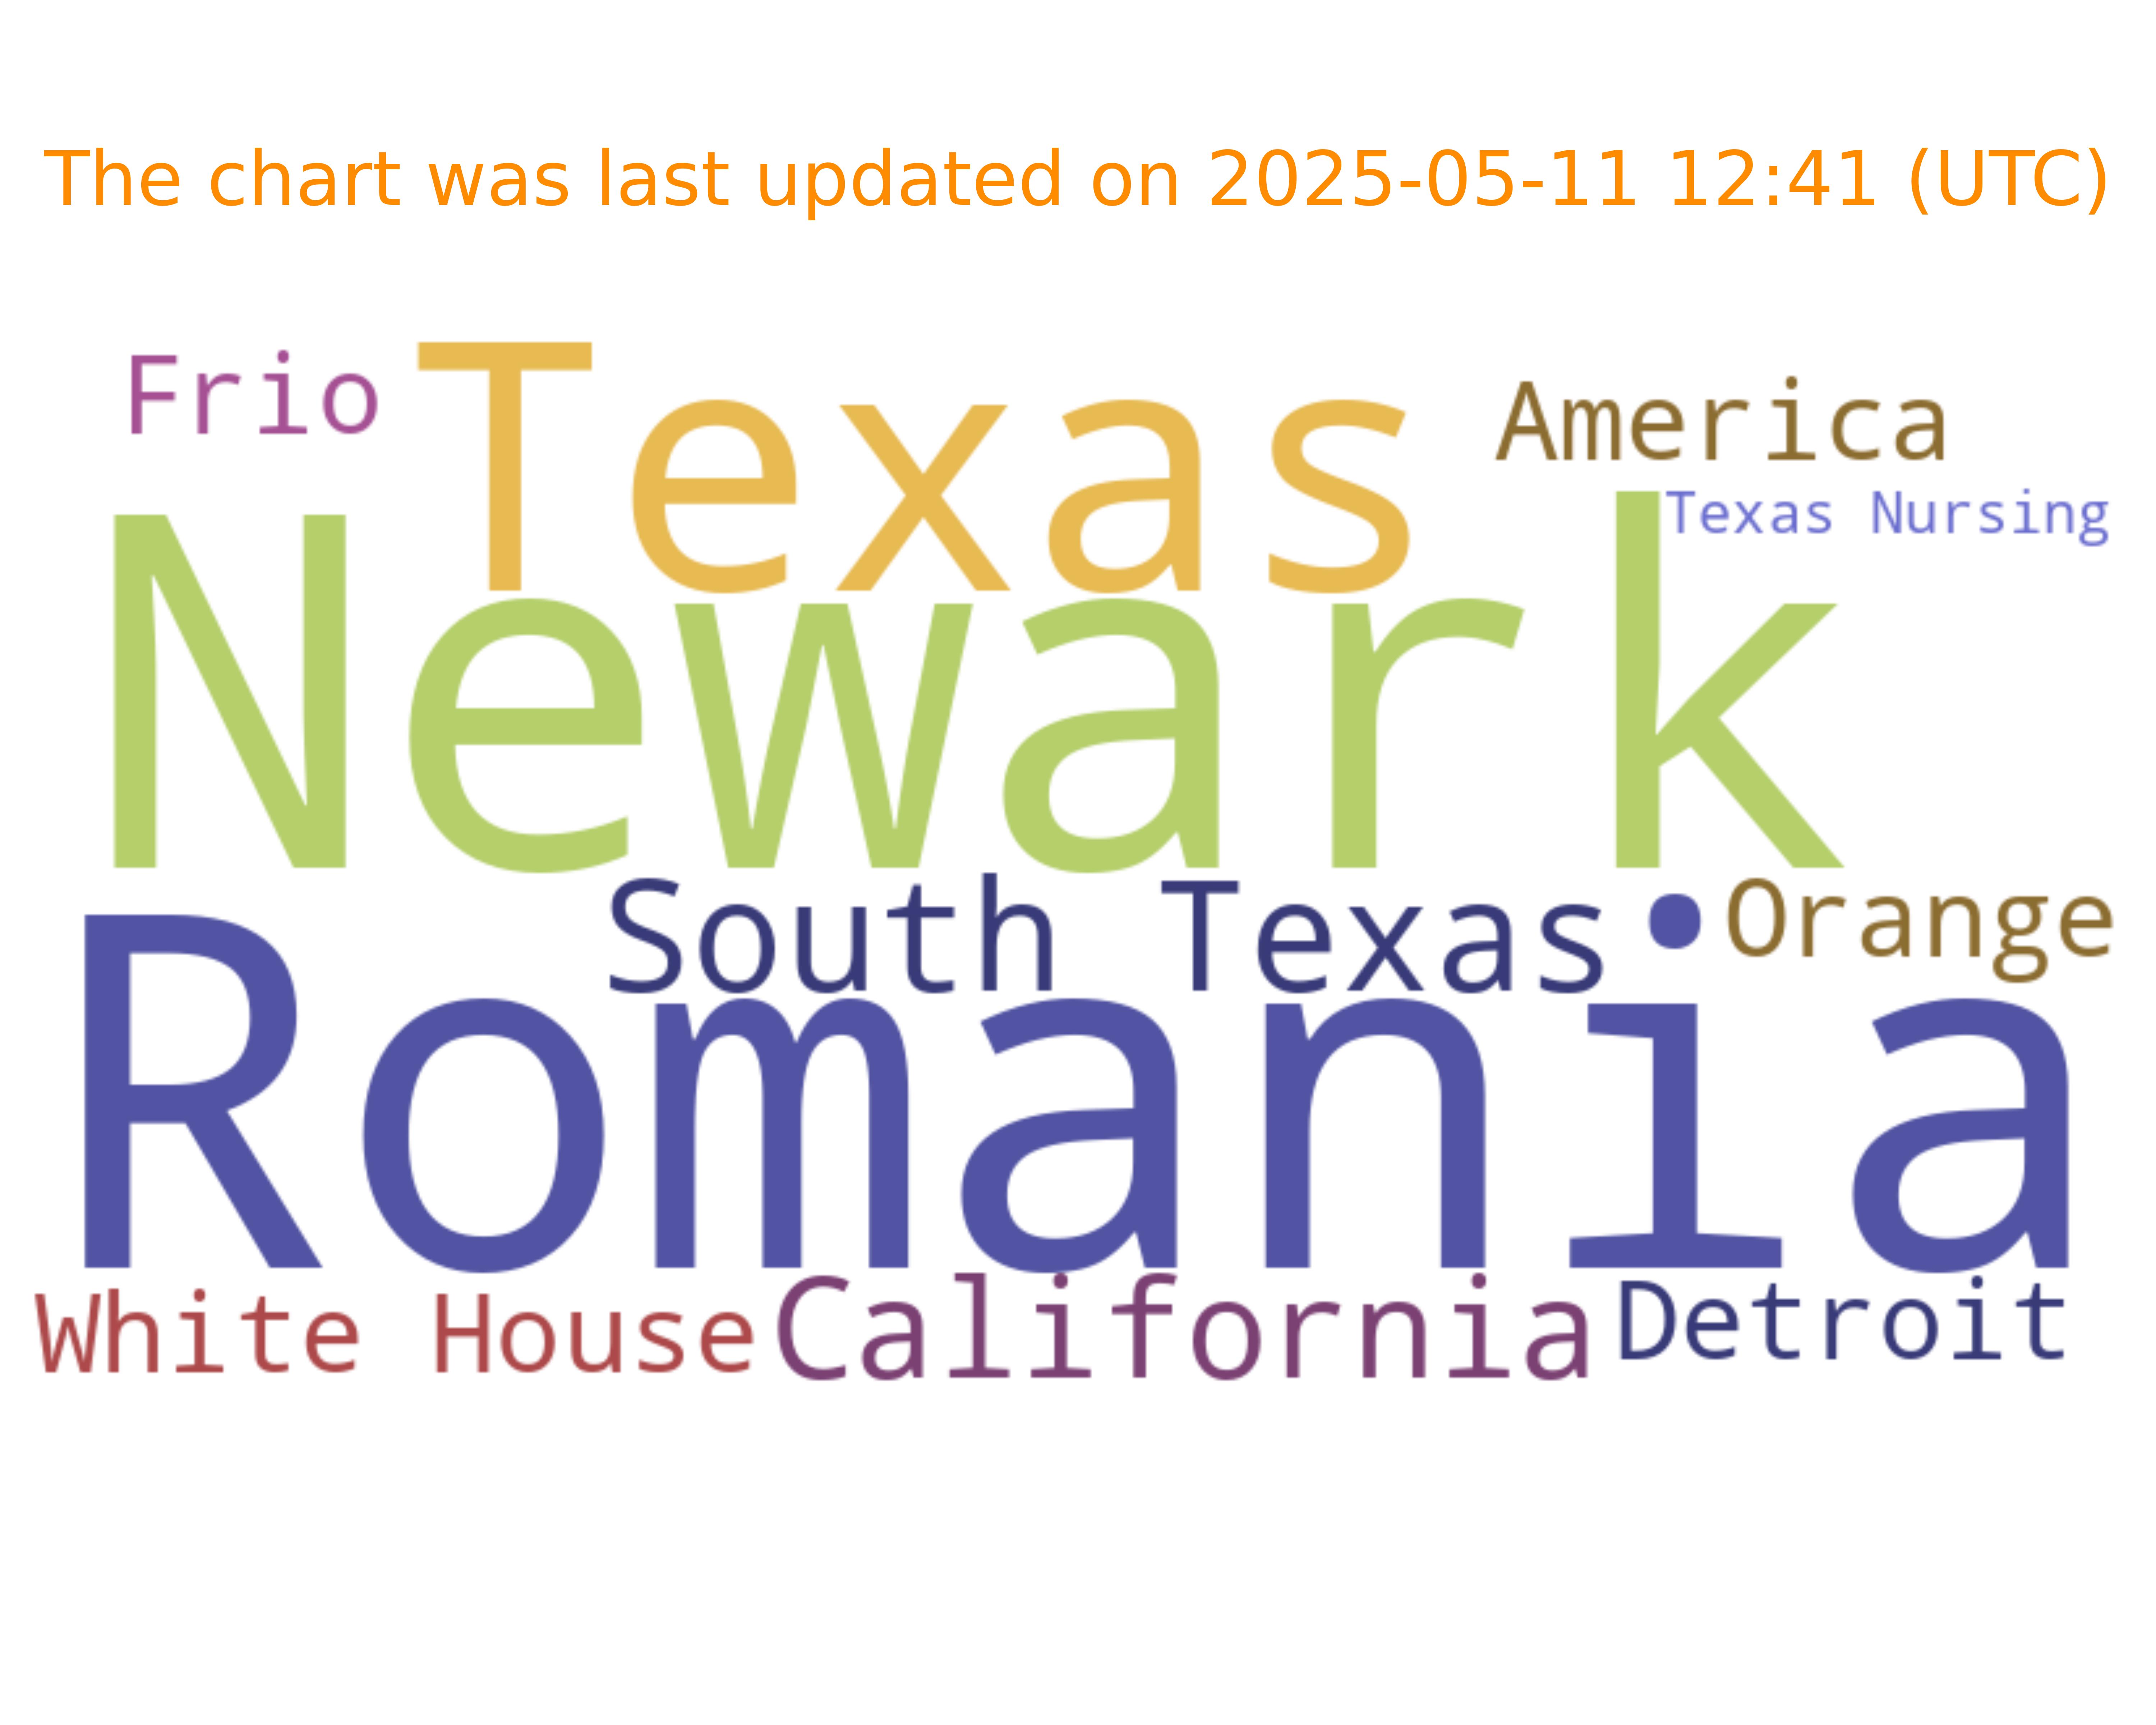 The chart was last updated on 2025-05-11 12:41 (UTC)
Frio
Texas
America
Texas Nursing
Newark
South Texas
Orange
Romania
White House
California
Detroit